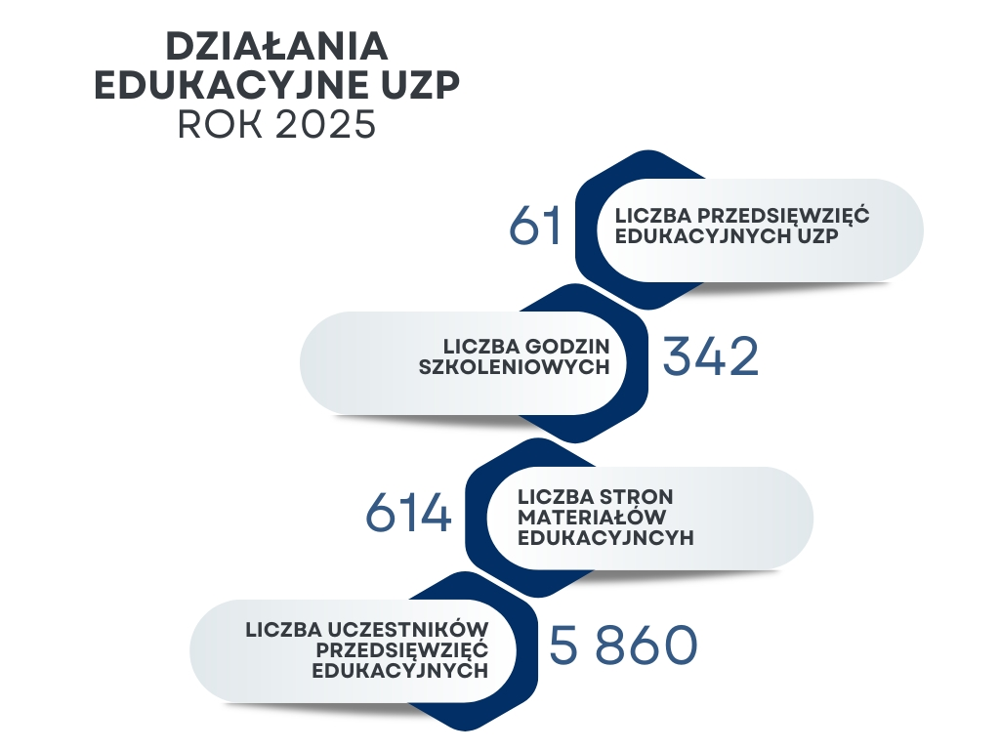 DZIAŁANIA
EDUKACYJNE UZP
ROK 2025
61
LICZBA PRZEDSIĘWZIĘĆ
EDUKACYJNYCH UZP
LICZBA GODZIN
SZKOLENIOWYCH
342
614
LICZBA STRON
MATERIAŁÓW
EDUKACYJNCYH
LICZBA UCZESTNIKÓW
PRZEDSIĘWZIĘĆ
EDUKACYJNYCH
5 860